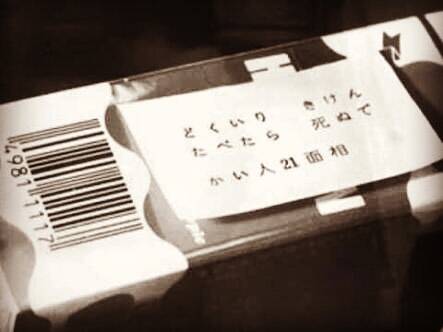 どくいり きけん
たべたら 死ぬで
かい人21面相
49811117